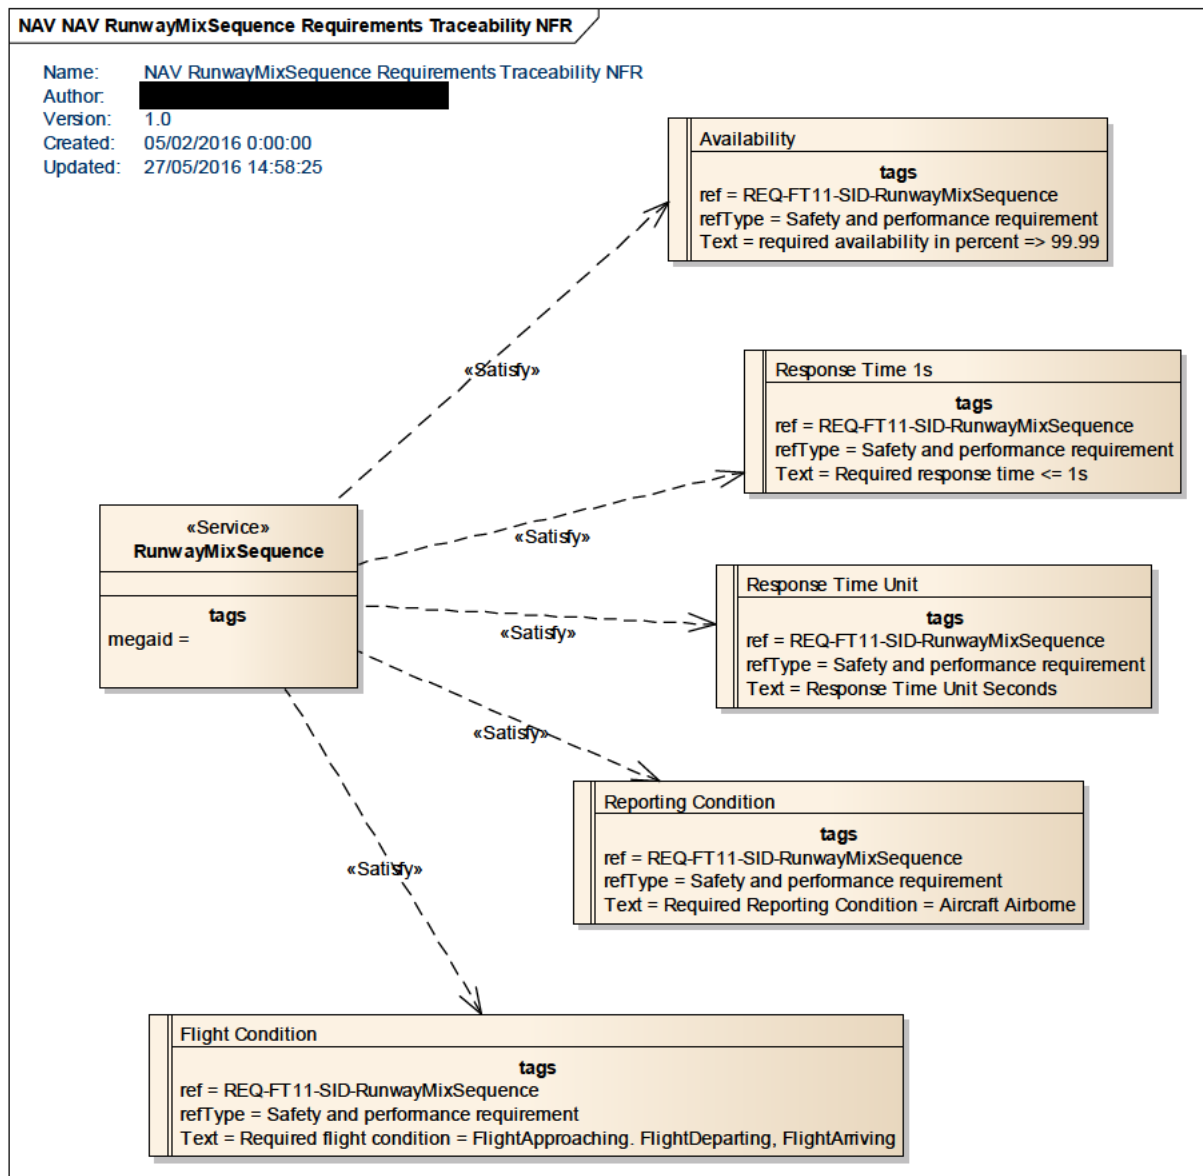 NAV NAV RunwayMixSequence Requirements Traceability NFR
Name: NAV RunwayMixSequence Requirements Traceability NFR
Author:
Version: 1.0
Created: 05/02/2016 0:00:00
Updated: 27/05/2016 14:58:25
Availability
tags
ref = REQ-FT11-SID-RunwayMixSequence
refType = Safety and performance requirement
Text = required availability in percent => 99.99
«Satisfy»
Response Time 1s
tags
ref = REQ-FT11-SID-RunwayMixSequence
refType = Safety and performance requirement
Text = Required response time <= 1s
«Satisfy»
«Service»
RunwayMixSequence
tags
megaid =
Response Time Unit
tags
ref = REQ-FT11-SID-RunwayMixSequence
refType = Safety and performance requirement
Text = Response Time Unit Seconds
«Satisfy»
«Satisfy»
Reporting Condition
tags
ref = REQ-FT11-SID-RunwayMixSequence
refType = Safety and performance requirement
Text = Required Reporting Condition = Aircraft Airborne
«Satisfy»
Flight Condition
tags
ref = REQ-FT11-SID-RunwayMixSequence
refType = Safety and performance requirement
Text = Required flight condition = FlightApproaching. FlightDeparting, FlightArriving